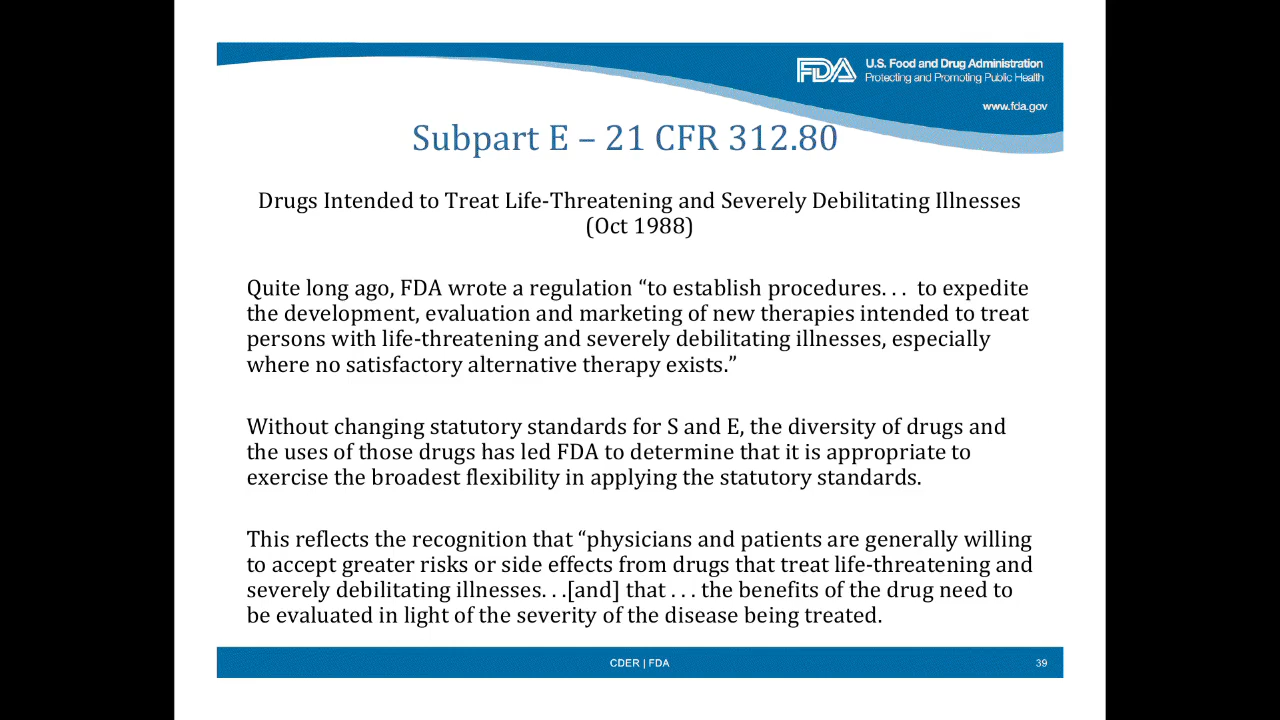 FDA
U.S. Food and Drug Administration
Protecting and Promoting Public Health
www.fda.gov
Subpart E – 21 CFR 312.80
Drugs Intended to Treat Life-Threatening and Severely Debilitating Illnesses
(Oct 1988)
Quite long ago, FDA wrote a regulation “to establish procedures. . .  to expedite
the development, evaluation and marketing of new therapies intended to treat
persons with life-threatening and severely debilitating illnesses, especially
where no satisfactory alternative therapy exists.”
Without changing statutory standards for S and E, the diversity of drugs and
the uses of those drugs has led FDA to determine that it is appropriate to
exercise the broadest flexibility in applying the statutory standards.
This reflects the recognition that “physicians and patients are generally willing
to accept greater risks or side effects from drugs that treat life-threatening and
severely debilitating illnesses. . .[and] that . . . the benefits of the drug need to
be evaluated in light of the severity of the disease being treated.
CDER | FDA
39